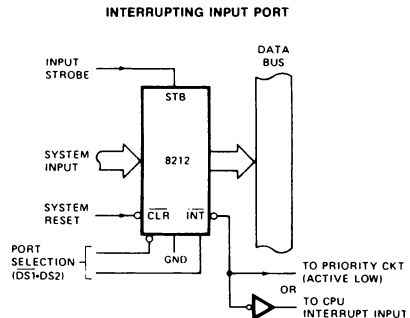 INTERRUPTING INPUT PORT
DATA
BUS
INPUT
STROBE
STB
8212
SYSTEM
INPUT
SYSTEM
RESET
CLR
INT
PORT
SELECTION
(DS1•DS2)
GND
TO PRIORITY CKT
(ACTIVE LOW)
OR
TO CPU
INTERRUPT INPUT